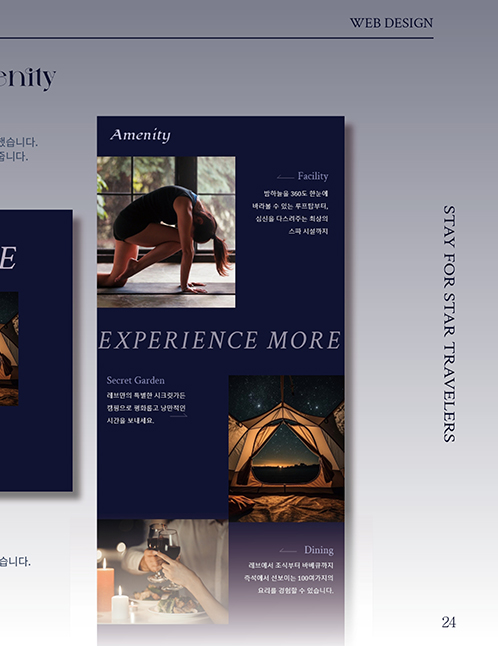 WEB DESIGN
enity
했습니다.
줍니다.
E
습니다.
Amenity
Facility
밤하늘을 360도 한눈에
바라볼 수 있는 루프탑부터,
심신을 다스려주는 최상의
스파 시설까지
EXPERIENCE MORE
Secret Garden
레브만의 특별한 시크릿가든
캠핑으로 평화롭고 낭만적인
시간을 보내세요.
Dining
레브에서 조식부터 바베큐까지
즉석에서 선보이는 100여가지의
요리를 경험할 수 있습니다.
STAY FOR STAR TRAVELERS
24